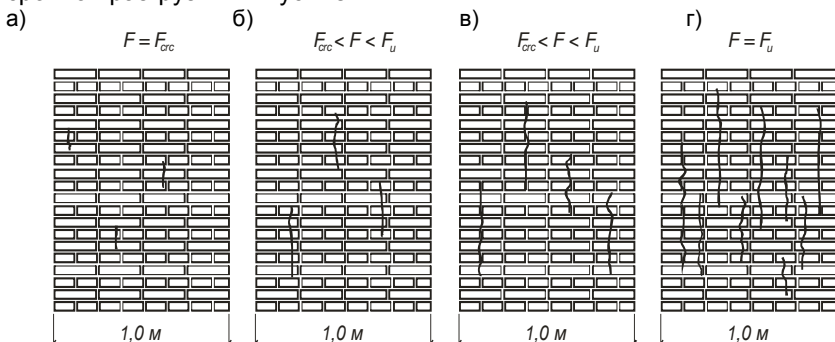 а) б) в) г)
F = Fcrc Fcrc < F < Fu Fcrc < F < Fu F = Fu
1,0 м 1,0 м 1,0 м 1,0 м